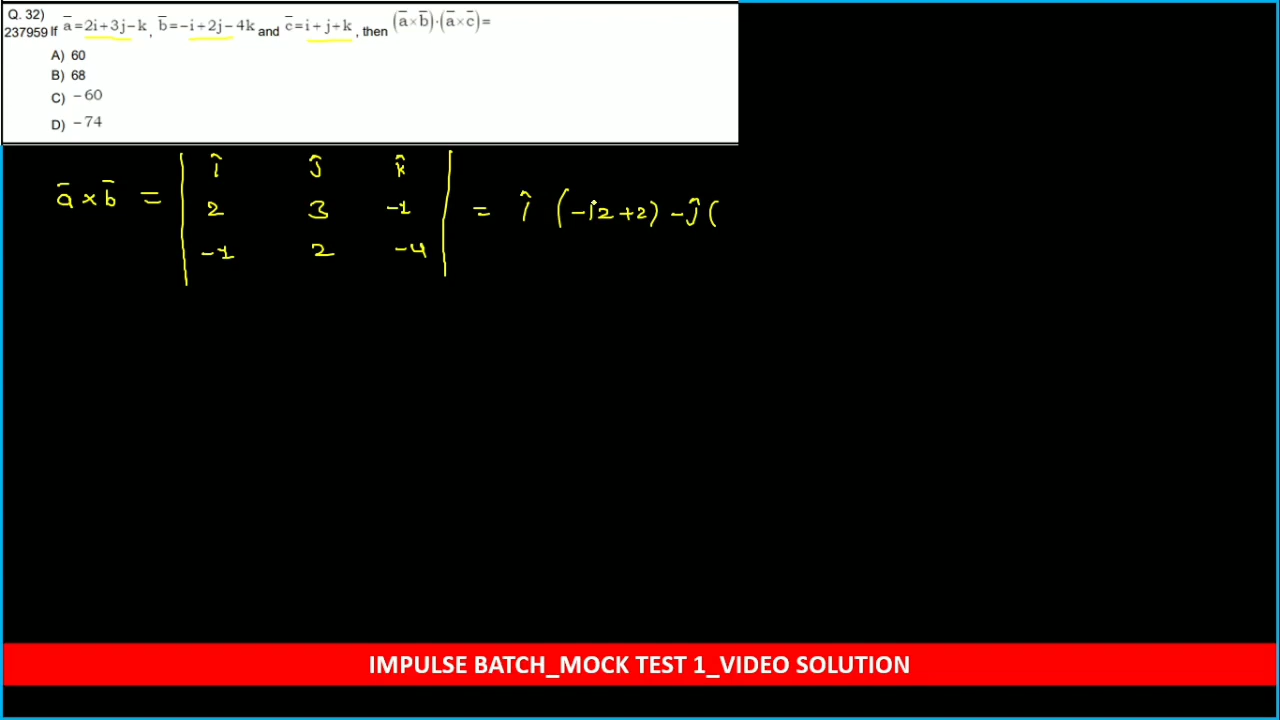 Q. 32)
237959 If a̅=2i+3j−k, b̅=−i+2j−4k and c̅=i+j+k, then (a̅×b̅)·(a̅×c̅)=
A) 60
B) 68
C) −60
D) −74
a̅ × b̅ = | î ĵ k̂ | = î (−12+2) −ĵ (
2 3 −1
−1 2 −4
IMPULSE BATCH_MOCK TEST 1_VIDEO SOLUTION